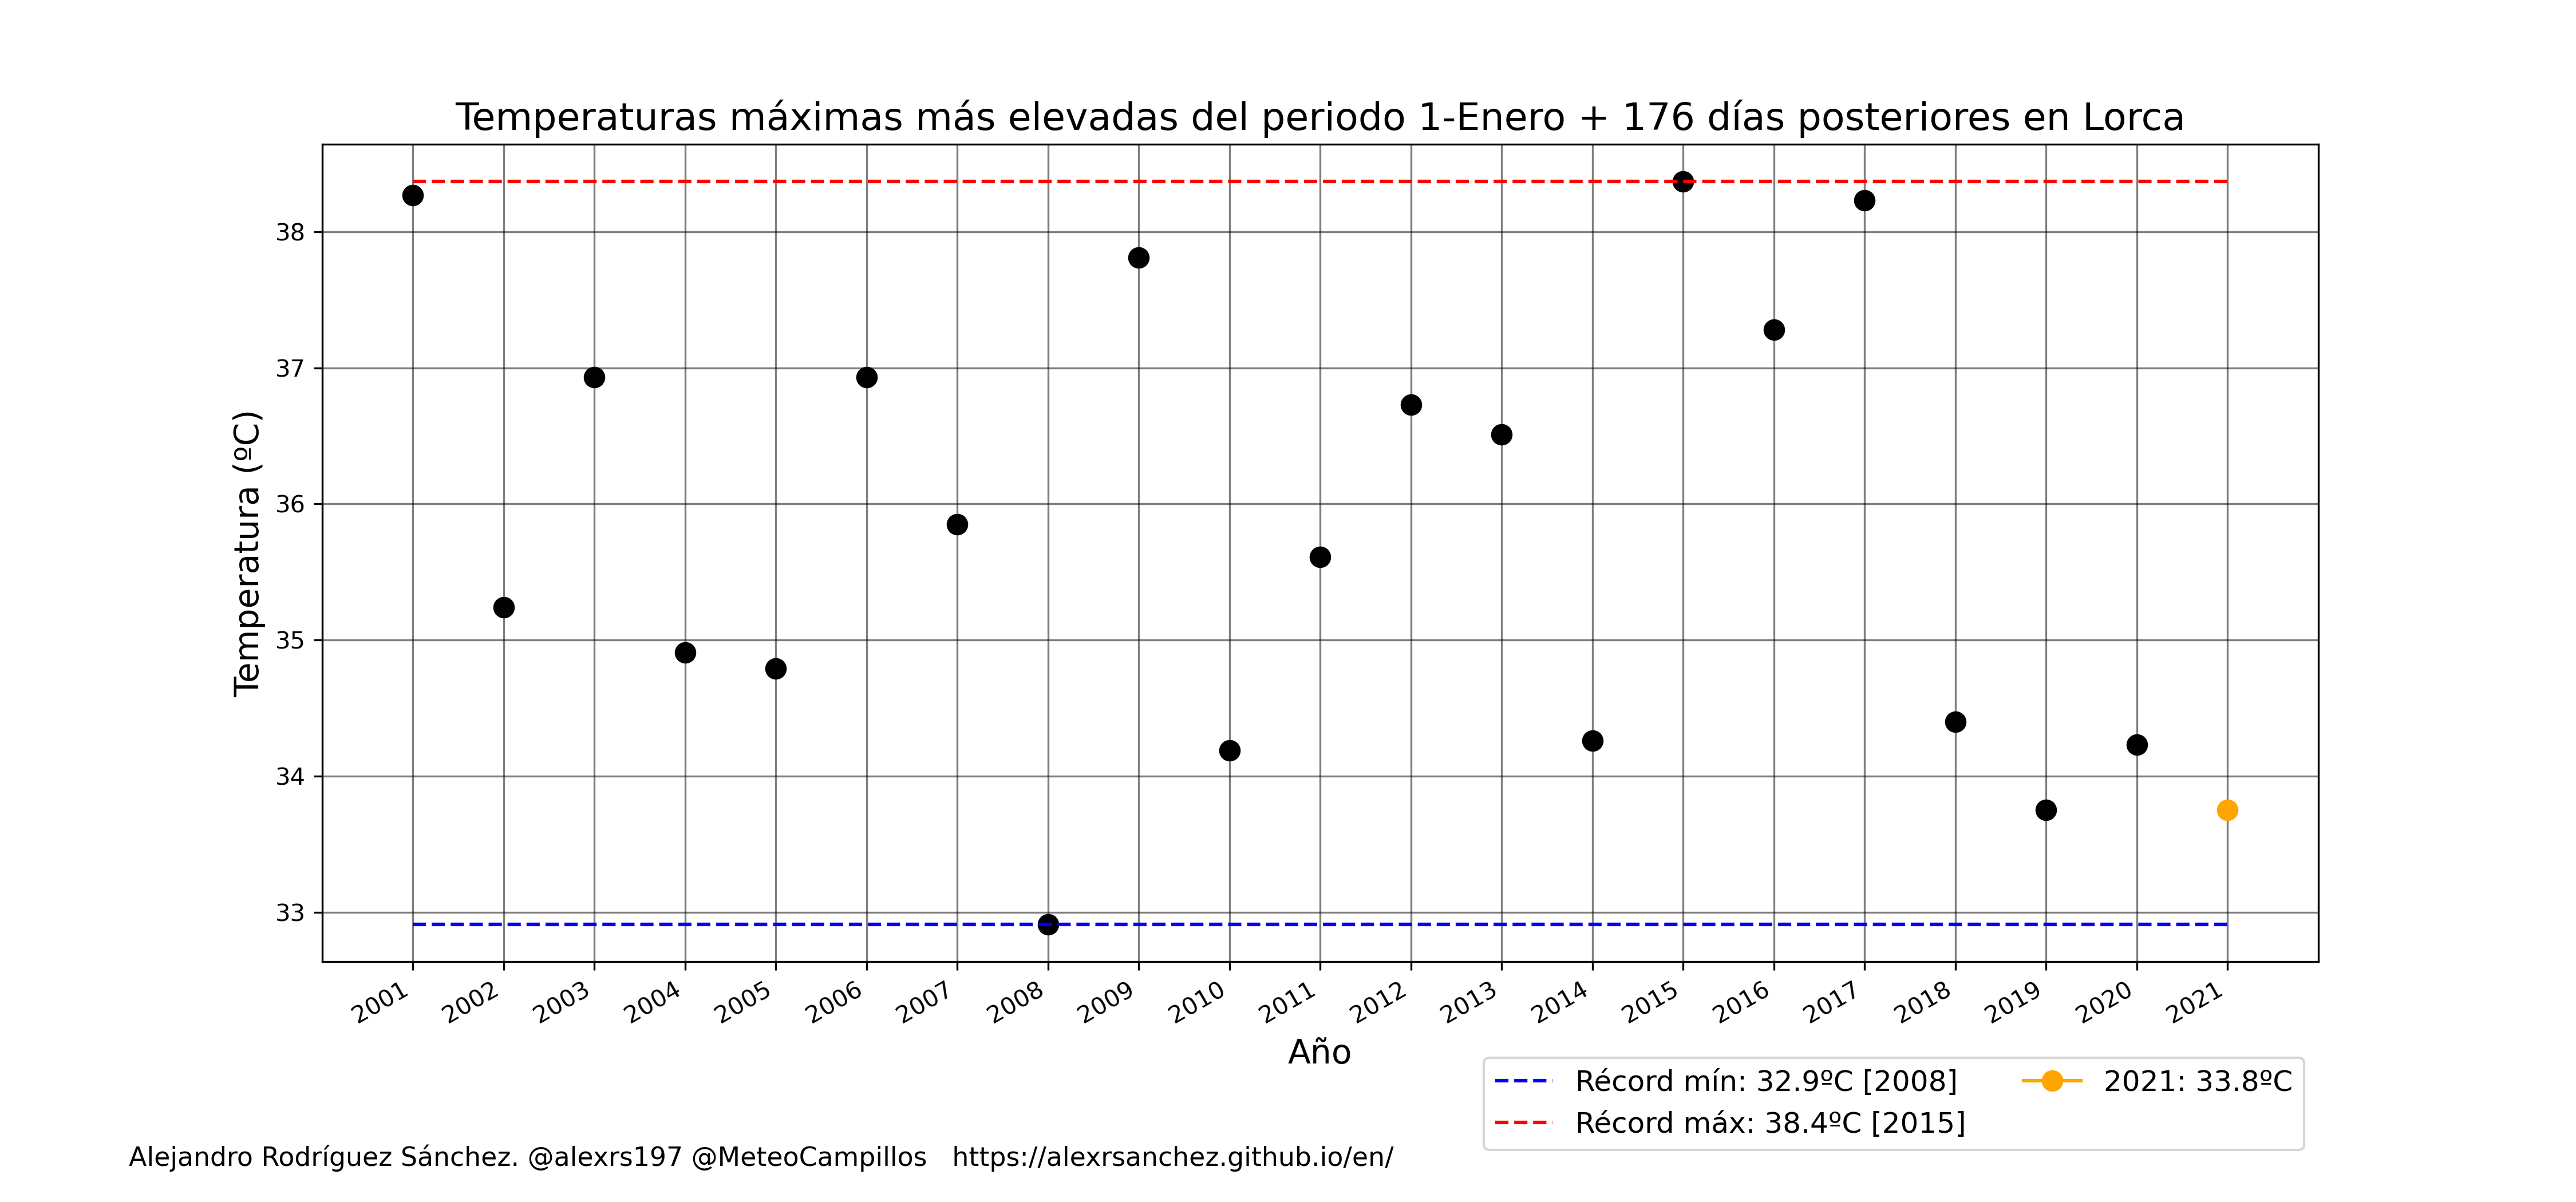 Temperaturas máximas más elevadas del periodo 1-Enero + 176 días posteriores en Lorca
Temperatura (ºC)
38
37
36
35
34
33
2001 2002 2003 2004 2005 2006 2007 2008 2009 2010 2011 2012 2013 2014 2015 2016 2017 2018 2019 2020 2021
Año
Récord mín: 32.9ºC [2008]
Récord máx: 38.4ºC [2015]
2021: 33.8ºC
Alejandro Rodríguez Sánchez. @alexrs197 @MeteoCampillos https://alexrsanchez.github.io/en/